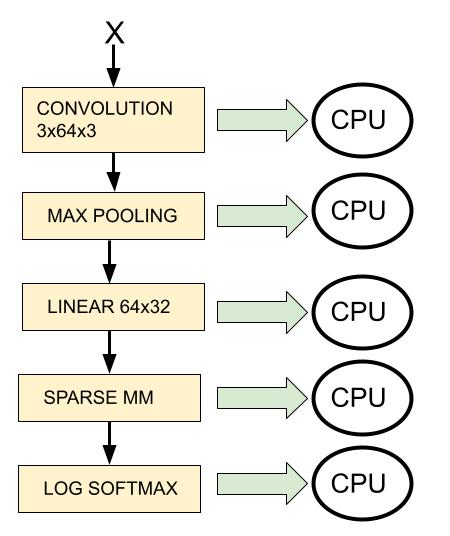 X
CONVOLUTION
3x64x3
CPU
MAX POOLING
CPU
LINEAR 64x32
CPU
SPARSE MM
CPU
LOG SOFTMAX
CPU